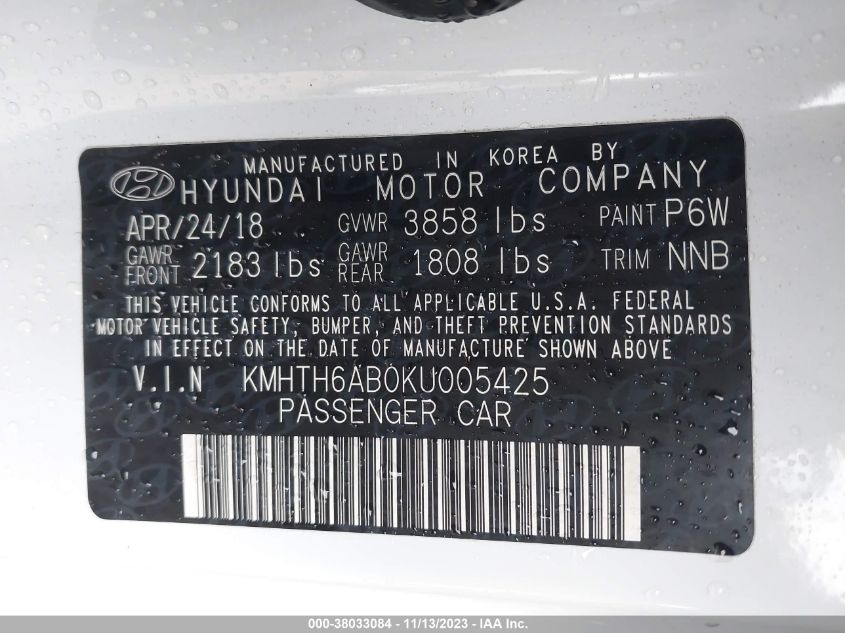 MANUFACTURED IN KOREA BY
HYUNDAI MOTOR COMPANY
APR/24/18 GVWR 3858 lbs PAINT P6W
GAWR FRONT 2183 lbs GAWR REAR 1808 lbs TRIM NNB
THIS VEHICLE CONFORMS TO ALL APPLICABLE U.S.A. FEDERAL
MOTOR VEHICLE SAFETY, BUMPER, AND THEFT PREVENTION STANDARDS
IN EFFECT ON THE DATE OF MANUFACTURE SHOWN ABOVE
V.I.N KMHTH6AB0KU005425
PASSENGER CAR
000-38033084 - 11/13/2023 - IAA Inc.